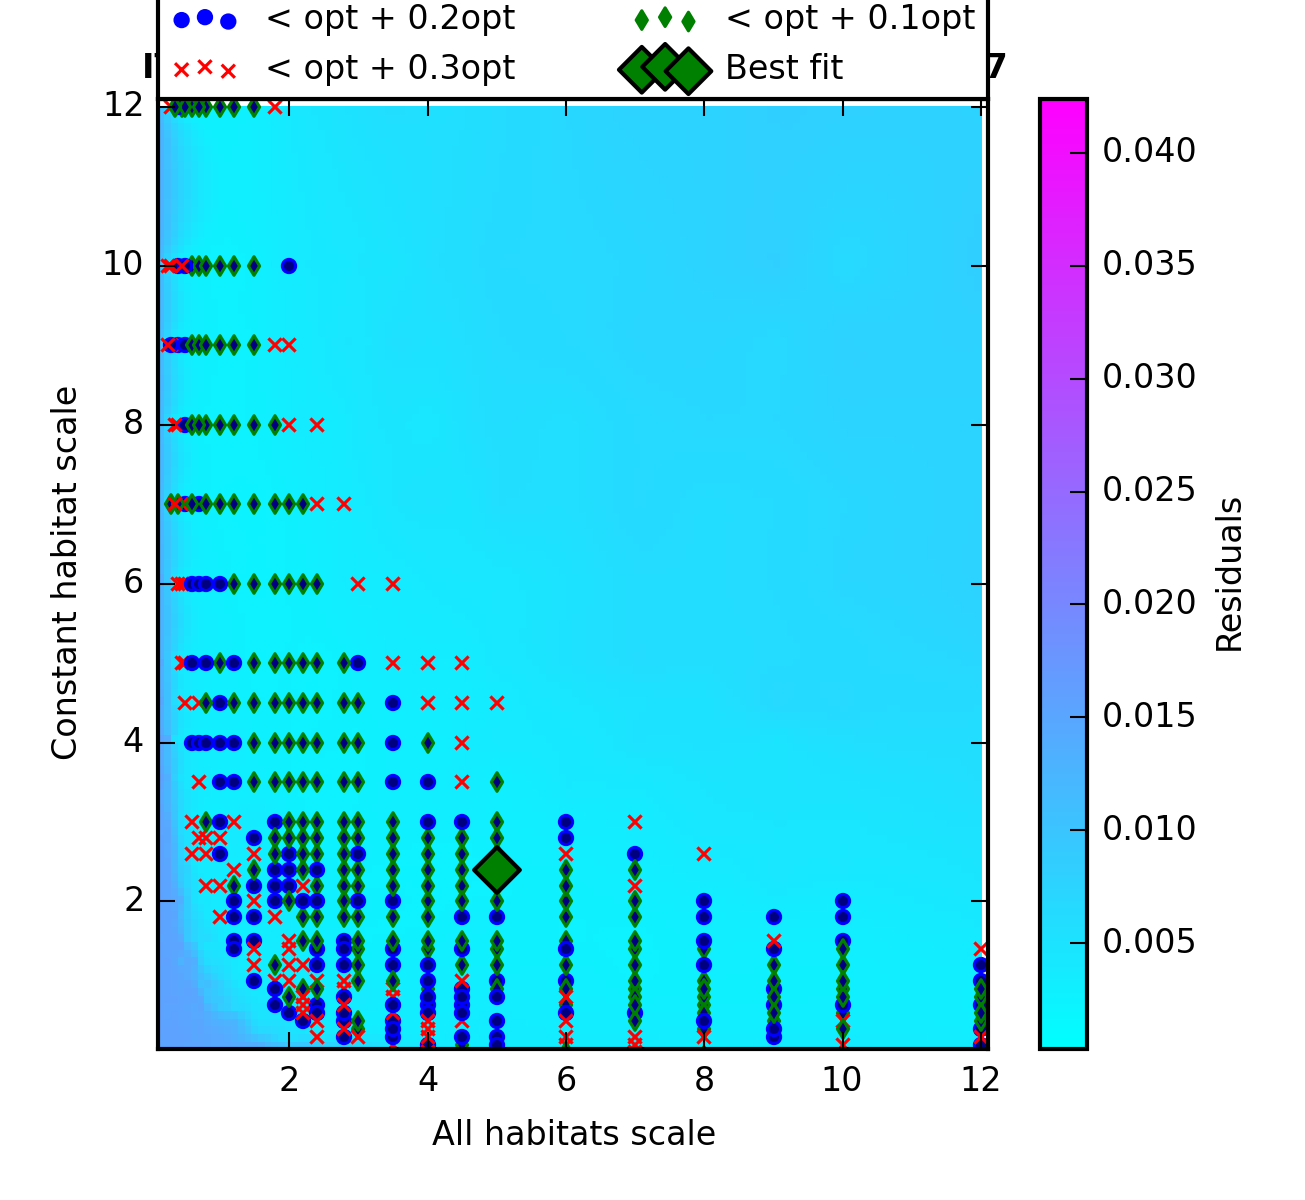 < opt + 0.2opt < opt + 0.1opt
< opt + 0.3opt Best fit
7
12
10
8
6
4
2
2 4 6 8 10 12
All habitats scale
Constant habitat scale
0.040
0.035
0.030
0.025
0.020
0.015
0.010
0.005
Residuals